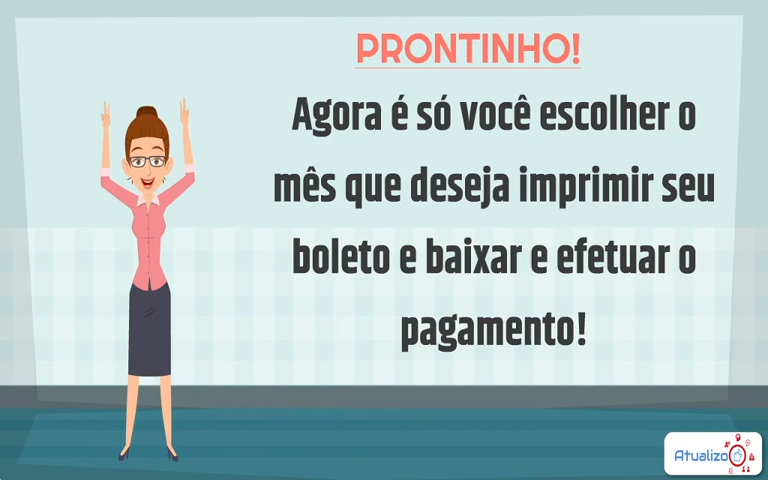 PRONTINHO!
Agora é só você escolher o
mês que deseja imprimir seu
boleto e baixar e efetuar o
pagamento!
Atualizo